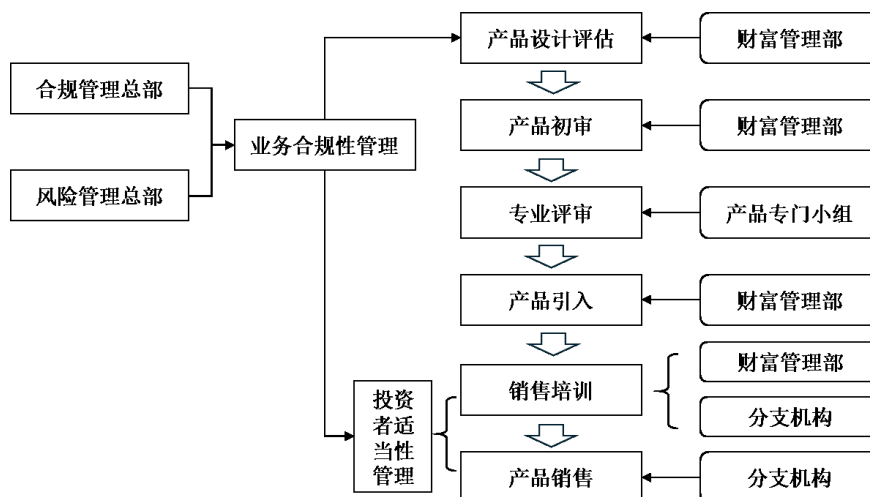 产品设计评估
财富管理部
合规管理总部
产品初审
财富管理部
业务合规性管理
风险管理总部
专业评审
产品专门小组
产品引入
财富管理部
销售培训
财富管理部
分支机构
投资
者适
当性
管理
产品销售
分支机构